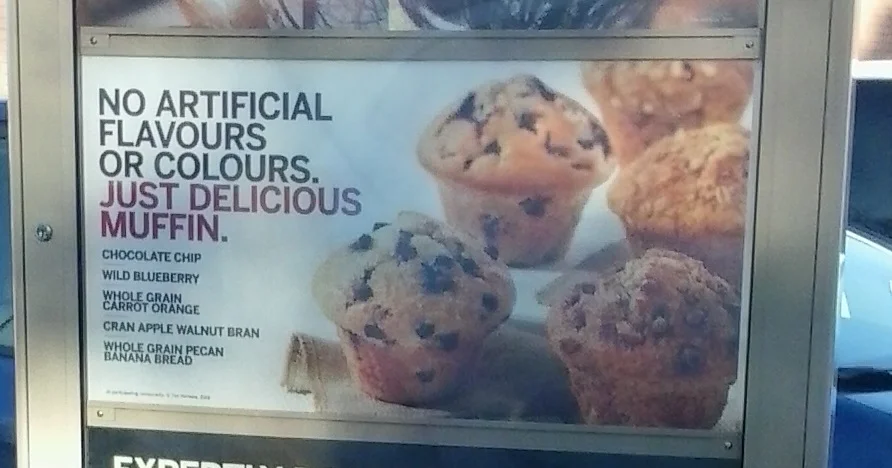 NO ARTIFICIAL
FLAVOURS
OR COLOURS.
JUST DELICIOUS
MUFFIN.
CHOCOLATE CHIP
WILD BLUEBERRY
WHOLE GRAIN
CARROT ORANGE
CRAN APPLE WALNUT BRAN
WHOLE GRAIN PECAN
BANANA BREAD